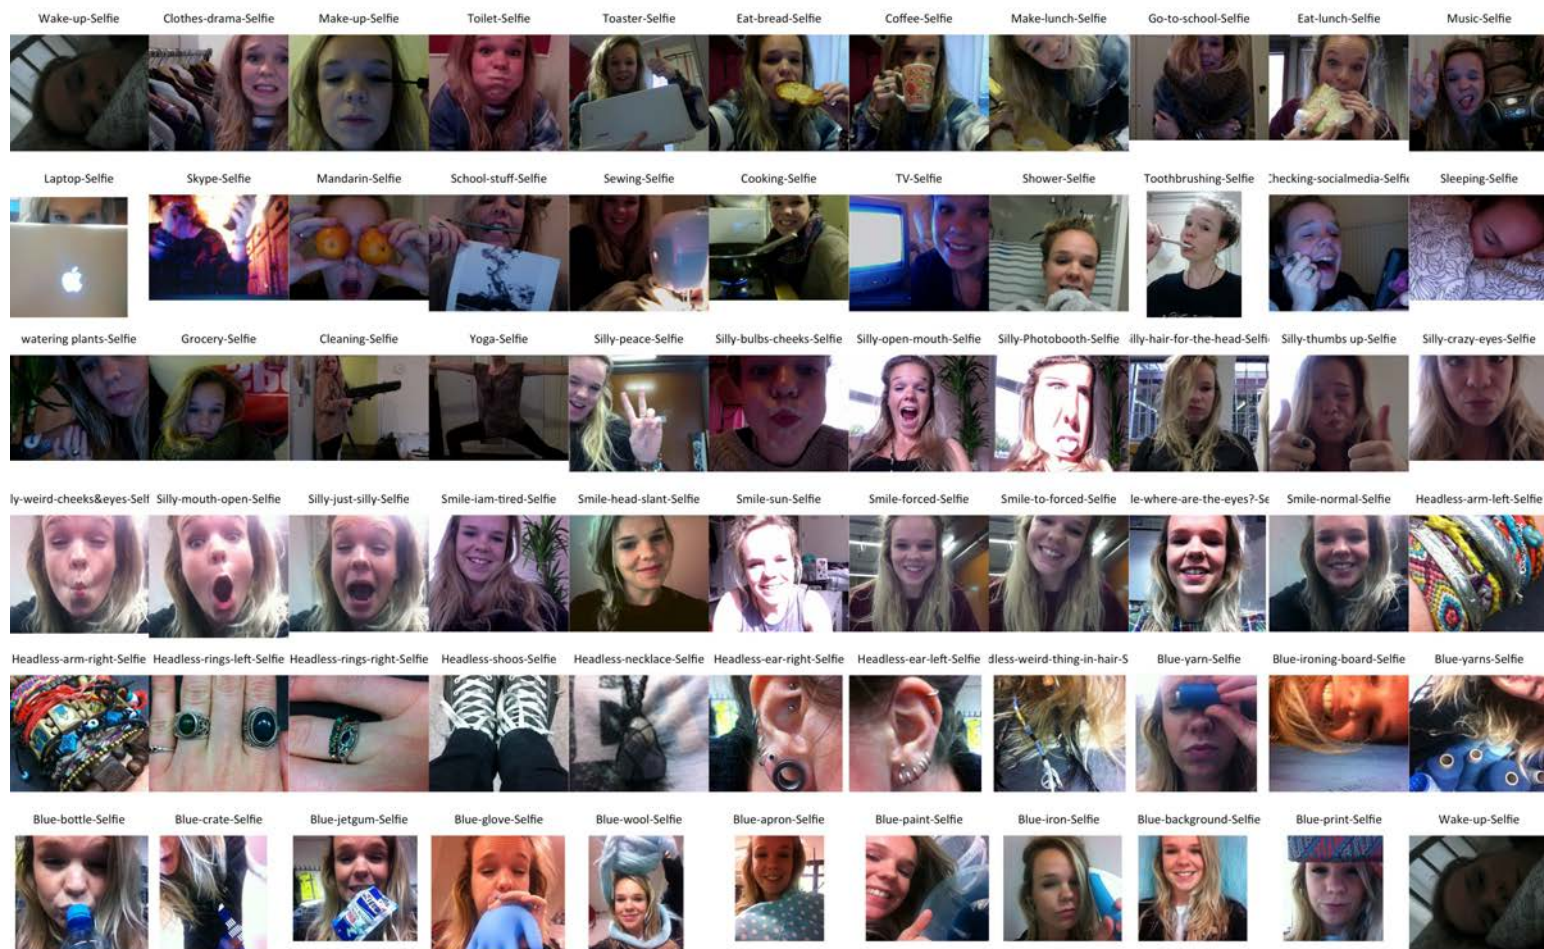 Wake-up-Selfie Clothes-drama-Selfie Make-up-Selfie Toilet-Selfie Toaster-Selfie Eat-bread-Selfie Coffee-Selfie Make-lunch-Selfie Go-to-school-Selfie Eat-lunch-Selfie Music-Selfie
Laptop-Selfie Skype-Selfie Mandarin-Selfie School-stuff-Selfie Sewing-Selfie Cooking-Selfie TV-Selfie Shower-Selfie Toothbrushing-Selfie Checking-socialmedia-Selfie Sleeping-Selfie
watering plants-Selfie Grocery-Selfie Cleaning-Selfie Yoga-Selfie Silly-peace-Selfie Silly-bulbs-cheeks-Selfie Silly-open-mouth-Selfie Silly-Photobooth-Selfie illy-hair-for-the-head-Selfi Silly-thumbs up-Selfie Silly-crazy-eyes-Selfie
ly-weird-cheeks&eyes-Self Silly-mouth-open-Selfie Silly-just-silly-Selfie Smile-iam-tired-Selfie Smile-head-slant-Selfie Smile-sun-Selfie Smile-forced-Selfie Smile-to-forced-Selfie le-where-are-the-eyes?-Se Smile-normal-Selfie Headless-arm-left-Selfie
Headless-arm-right-Selfie Headless-rings-left-Selfie Headless-rings-right-Selfie Headless-shoos-Selfie Headless-necklace-Selfie Headless-ear-right-Selfie Headless-ear-left-Selfie dless-weird-thing-in-hair-S Blue-yarn-Selfie Blue-ironing-board-Selfie Blue-yarns-Selfie
Blue-bottle-Selfie Blue-crate-Selfie Blue-jetgum-Selfie Blue-glove-Selfie Blue-wool-Selfie Blue-apron-Selfie Blue-paint-Selfie Blue-iron-Selfie Blue-background-Selfie Blue-print-Selfie Wake-up-Selfie